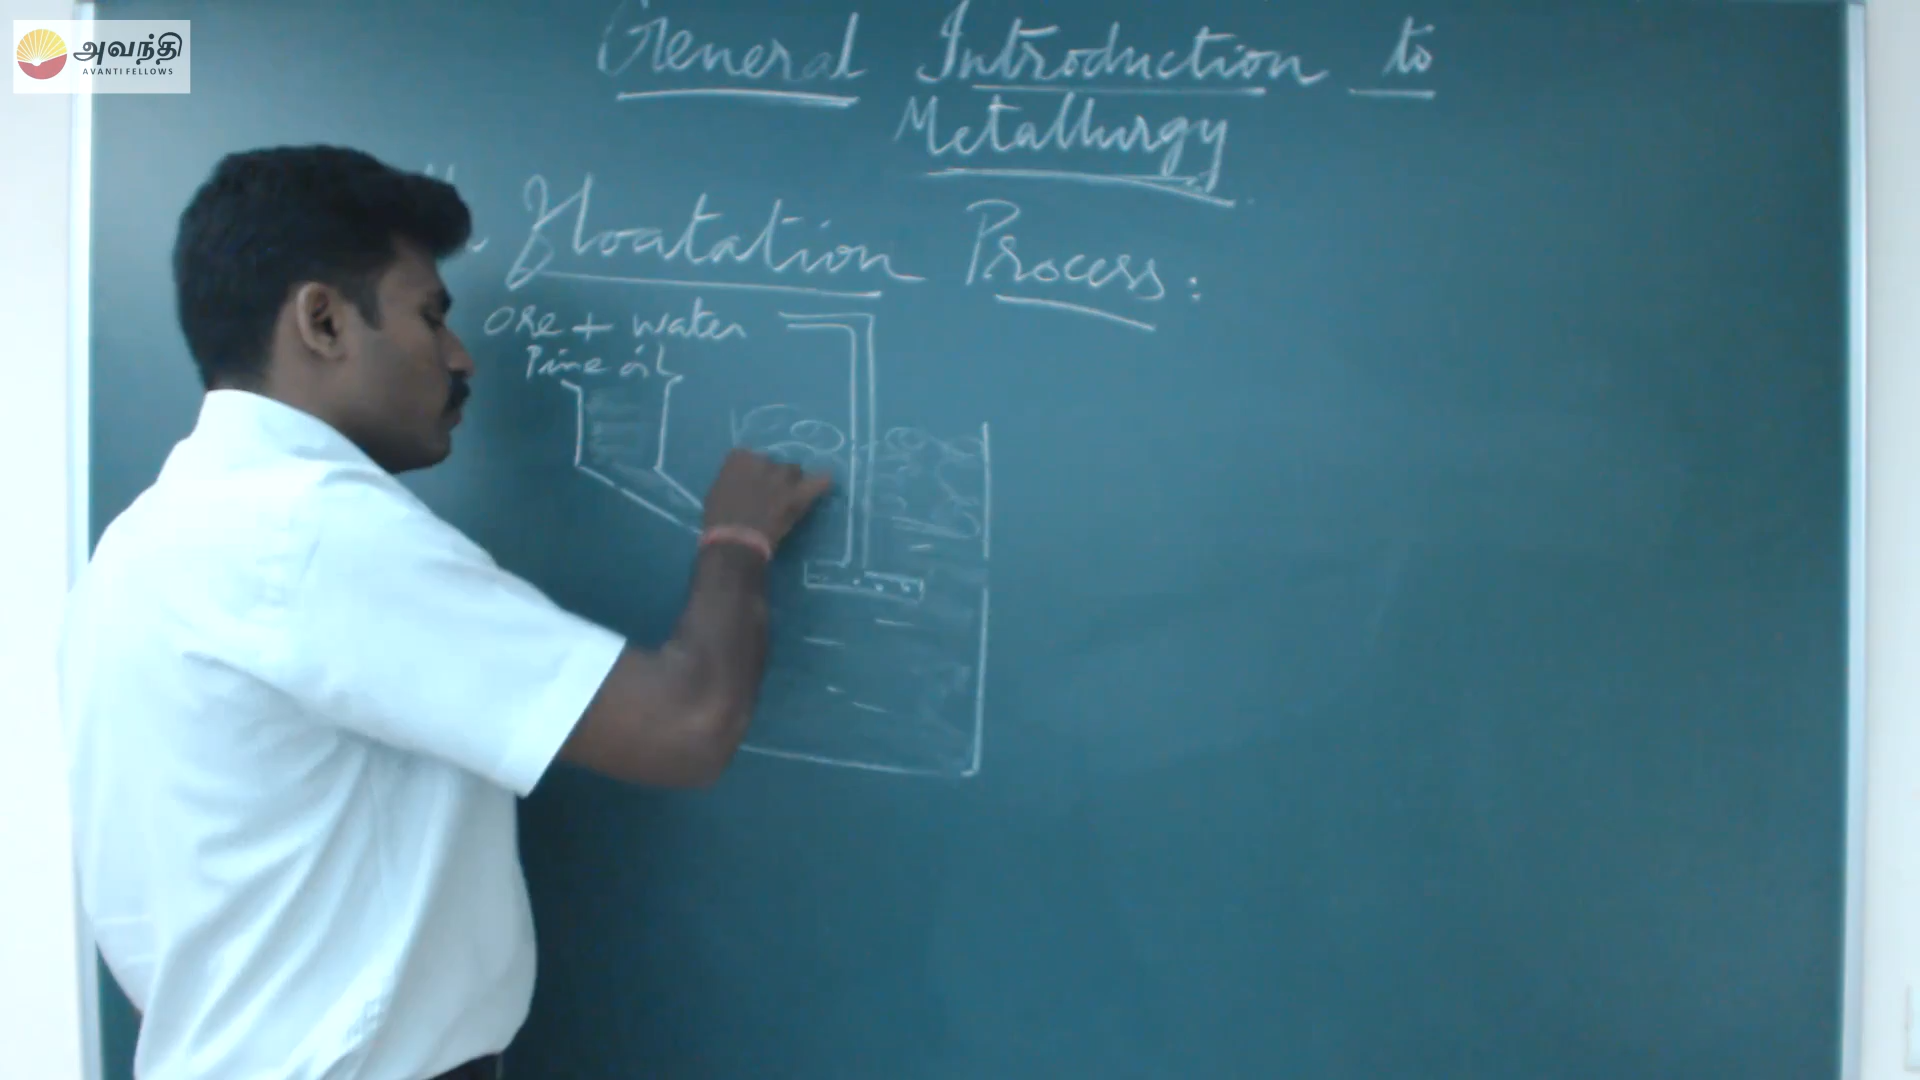 அவந்தி
AVANTI FELLOWS
General Introduction to
Metallurgy
Floatation Process:
Ore + water
Pine oil